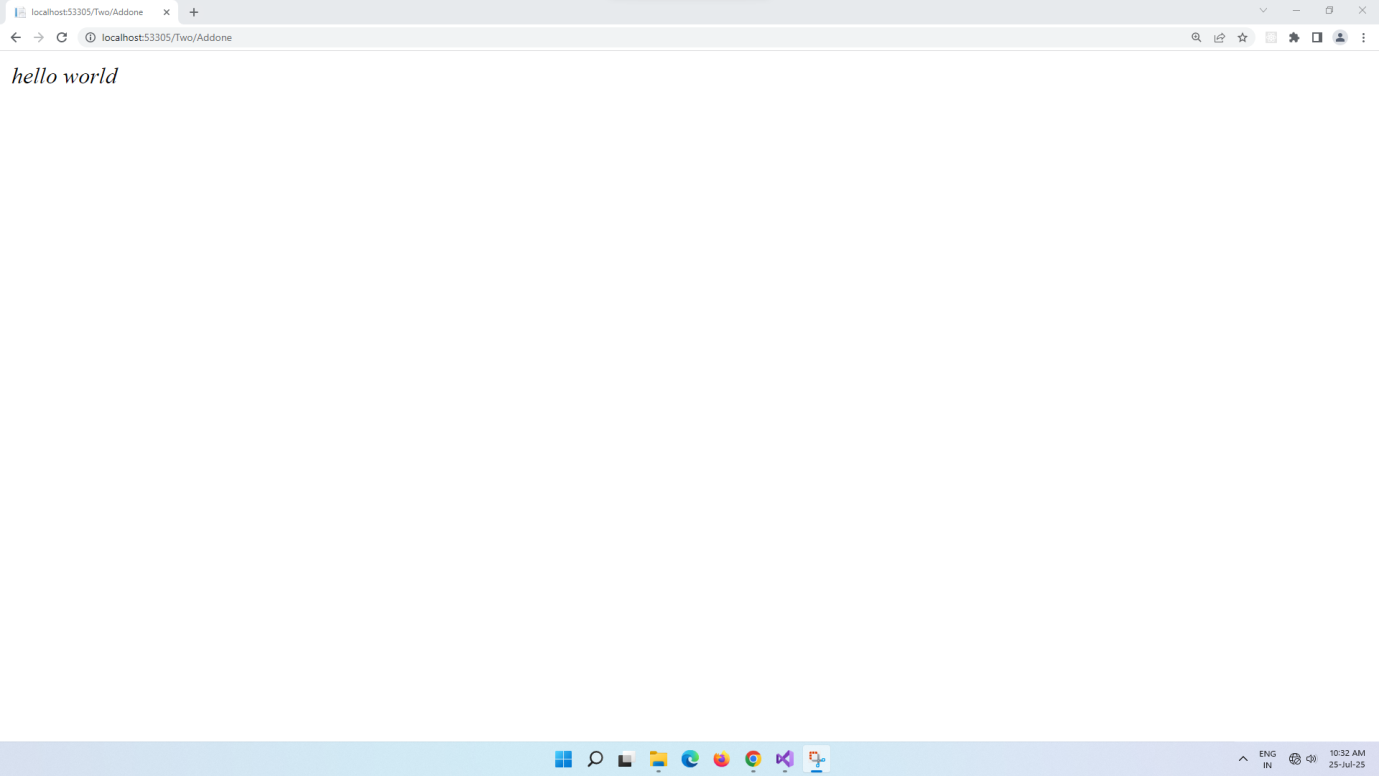 localhost:53305/Two/Addone
localhost:53305/Two/Addone
hello world
ENG
IN
10:32 AM
25-Jul-25